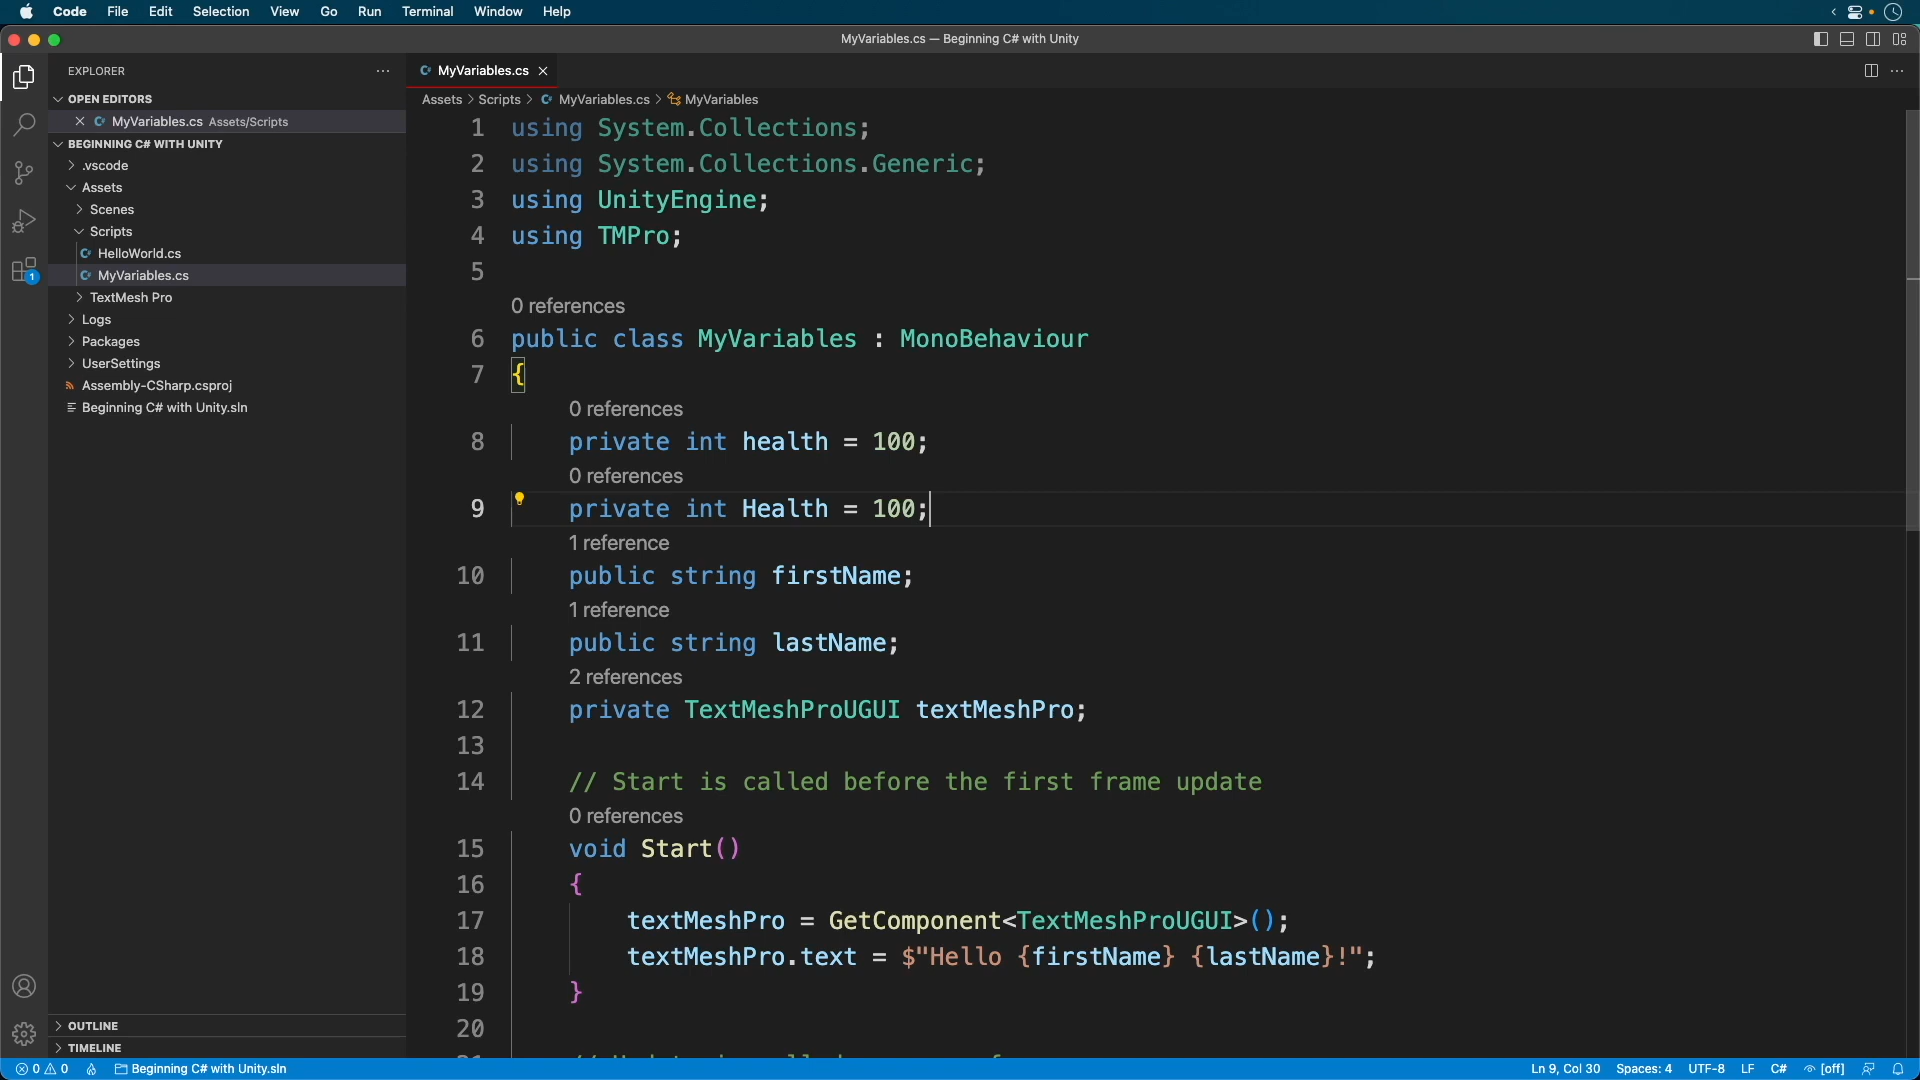 Code File Edit Selection View Go Run Terminal Window Help
MyVariables.cs — Beginning C# with Unity
EXPLORER
OPEN EDITORS
MyVariables.cs Assets/Scripts
BEGINNING C# WITH UNITY
.vscode
Assets
Scenes
Scripts
HelloWorld.cs
MyVariables.cs
TextMesh Pro
Logs
Packages
UserSettings
Assembly-CSharp.csproj
Beginning C# with Unity.sln
1
OUTLINE
TIMELINE
MyVariables.cs
Assets > Scripts > MyVariables.cs > MyVariables
1 using System.Collections;
2 using System.Collections.Generic;
3 using UnityEngine;
4 using TMPro;
5
0 references
6 public class MyVariables : MonoBehaviour
7 {
0 references
8 private int health = 100;
0 references
9 private int Health = 100;
1 reference
10 public string firstName;
1 reference
11 public string lastName;
2 references
12 private TextMeshProUGUI textMeshPro;
13
14 // Start is called before the first frame update
0 references
15 void Start()
16 {
17 textMeshPro = GetComponent<TextMeshProUGUI>();
18 textMeshPro.text = $"Hello {firstName} {lastName}!";
19 }
20
0 0 Beginning C# with Unity.sln Ln 9, Col 30 Spaces: 4 UTF-8 LF C# [off]